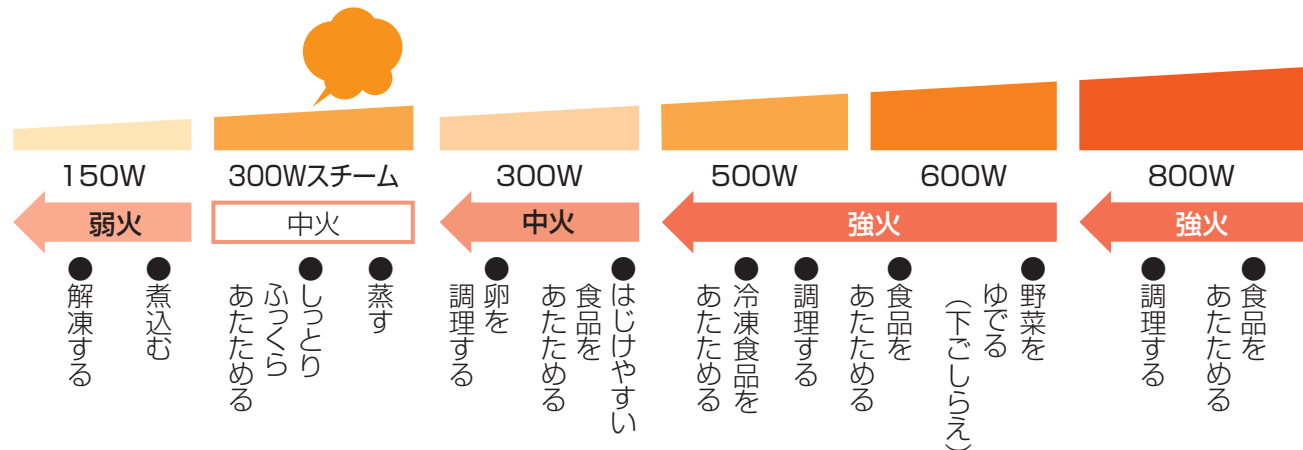 150W
300Wスチーム
300W
500W
600W
800W
弱火
中火
中火
強火
強火
●煮込む
●解凍する
●蒸す
●しっとり
ふっくら
あたためる
●はじけやすい
食品を
あたためる
●卵を
調理する
●野菜を
ゆでる
(下ごしらえ)
●食品を
あたためる
●調理する
●冷凍食品を
あたためる
●食品を
あたためる
●調理する